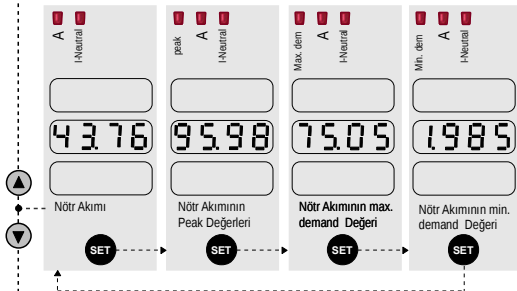 A
I-Neutral
peak
A
I-Neutral
Max. dem
A
I-Neutral
Min. dem
A
I-Neutral
43.76
95.98
75.05
1.985
Nötr Akımı
Nötr Akımının
Peak Değerleri
Nötr Akımının max.
demand Değeri
Nötr Akımının min.
demand Değeri
SET
SET
SET
SET